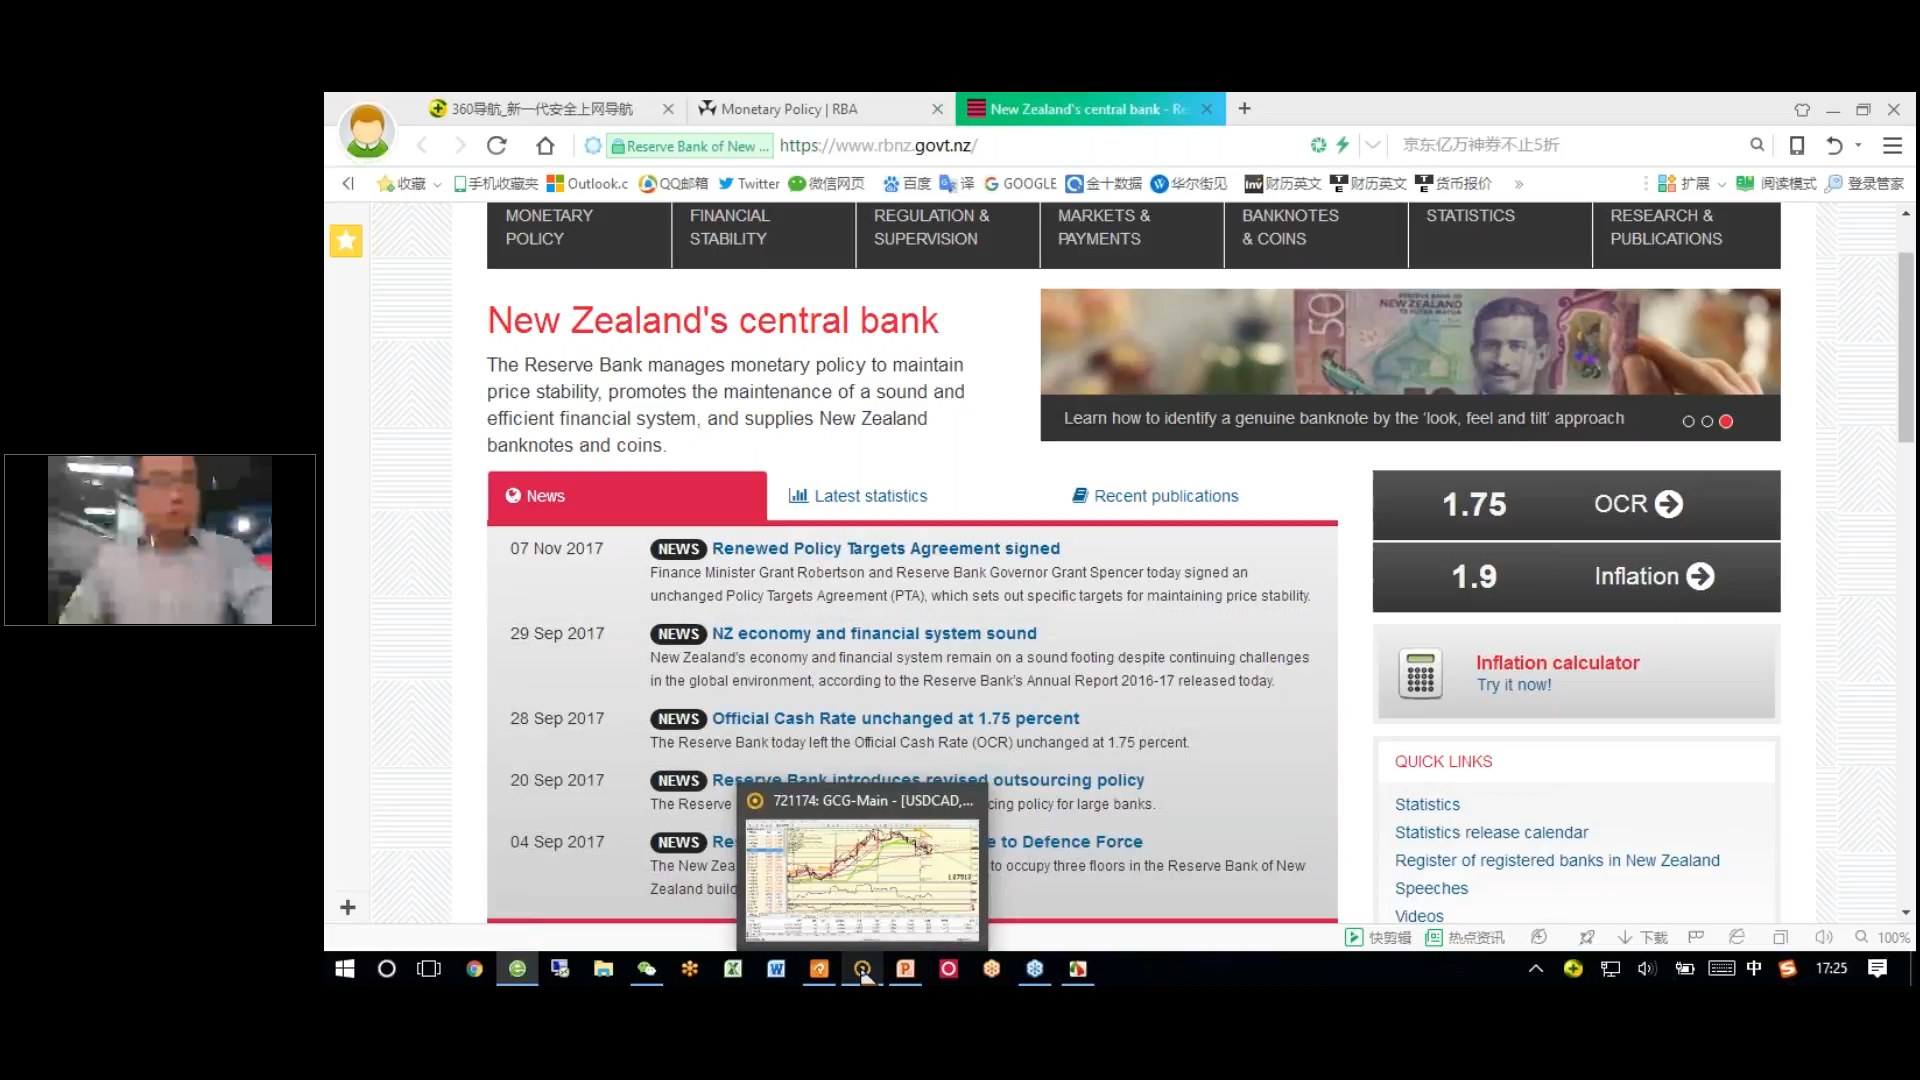 360导航_新一代安全上网导航
Monetary Policy | RBA
New Zealand's central bank - Re
Reserve Bank of New ...
https://www.rbnz.govt.nz/
京东亿万神券不止5折
收藏
手机收藏夹
Outlook.c
QQ邮箱
Twitter
微信网页
百度
译
GOOGLE
金十数据
华尔街见
财历英文
财历英文
货币报价
扩展
阅读模式
登录管家
MONETARY
POLICY
FINANCIAL
STABILITY
REGULATION &
SUPERVISION
MARKETS &
PAYMENTS
BANKNOTES
& COINS
STATISTICS
RESEARCH &
PUBLICATIONS
New Zealand's central bank
The Reserve Bank manages monetary policy to maintain
price stability, promotes the maintenance of a sound and
efficient financial system, and supplies New Zealand
banknotes and coins.
50
NEW ZEALAND
Learn how to identify a genuine banknote by the 'look, feel and tilt' approach
News
Latest statistics
Recent publications
07 Nov 2017
NEWS Renewed Policy Targets Agreement signed
Finance Minister Grant Robertson and Reserve Bank Governor Grant Spencer today signed an
unchanged Policy Targets Agreement (PTA), which sets out specific targets for maintaining price stability.
29 Sep 2017
NEWS NZ economy and financial system sound
New Zealand's economy and financial system remain on a sound footing despite continuing challenges
in the global environment, according to the Reserve Bank's Annual Report 2016-17 released today.
28 Sep 2017
NEWS Official Cash Rate unchanged at 1.75 percent
The Reserve Bank today left the Official Cash Rate (OCR) unchanged at 1.75 percent.
20 Sep 2017
NEWS Reserve Bank introduces revised outsourcing policy
The Reserve
cing policy for large banks.
04 Sep 2017
NEWS Re
e to Defence Force
The New Zea
to occupy three floors in the Reserve Bank of New
Zealand build
721174: GCG-Main - [USDCAD,...
1.75 OCR
1.9 Inflation
Inflation calculator
Try it now!
QUICK LINKS
Statistics
Statistics release calendar
Register of registered banks in New Zealand
Speeches
Videos
快剪辑
热点资讯
下载
100%
中
17:25